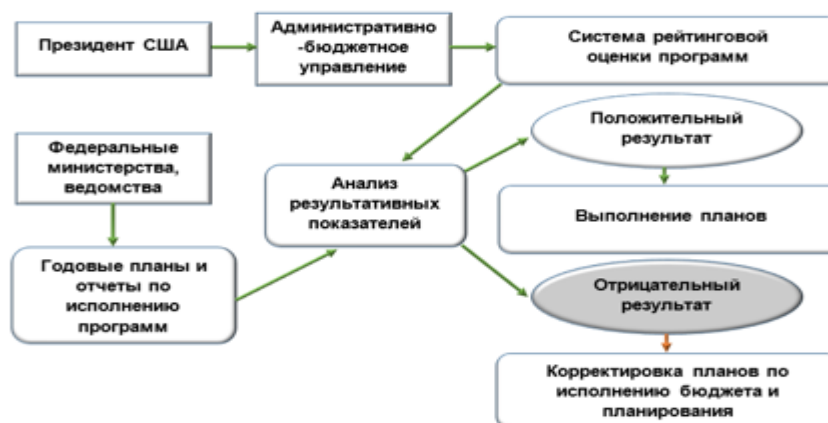 Президент США
Административно
-бюджетное
управление
Система рейтинговой
оценки программ
Федеральные
министерства,
ведомства
Анализ
результативных
показателей
Положительный
результат
Выполнение планов
Годовые планы и
отчеты по
исполнению
программ
Отрицательный
результат
Корректировка планов по
исполнению бюджета и
планирования